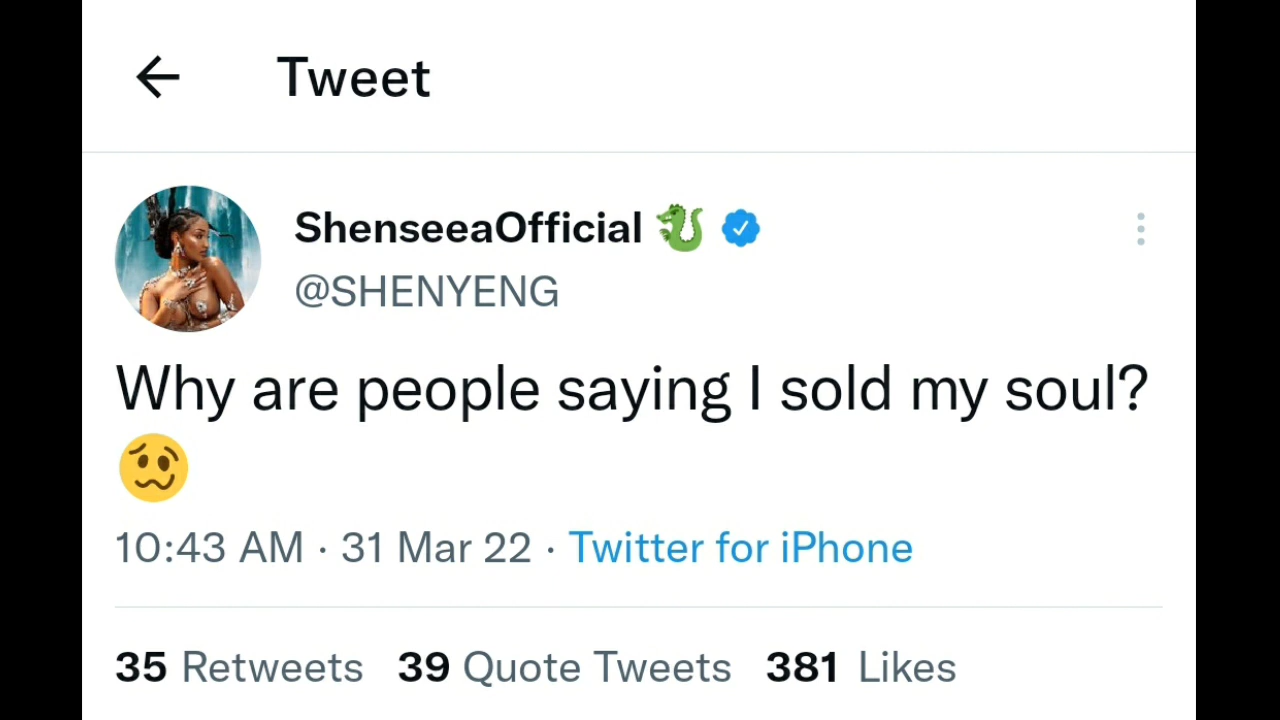 Tweet
ShenseeaOfficial 🐉
@SHENYENG
Why are people saying I sold my soul?
🥴
10:43 AM · 31 Mar 22 · Twitter for iPhone
35 Retweets 39 Quote Tweets 381 Likes